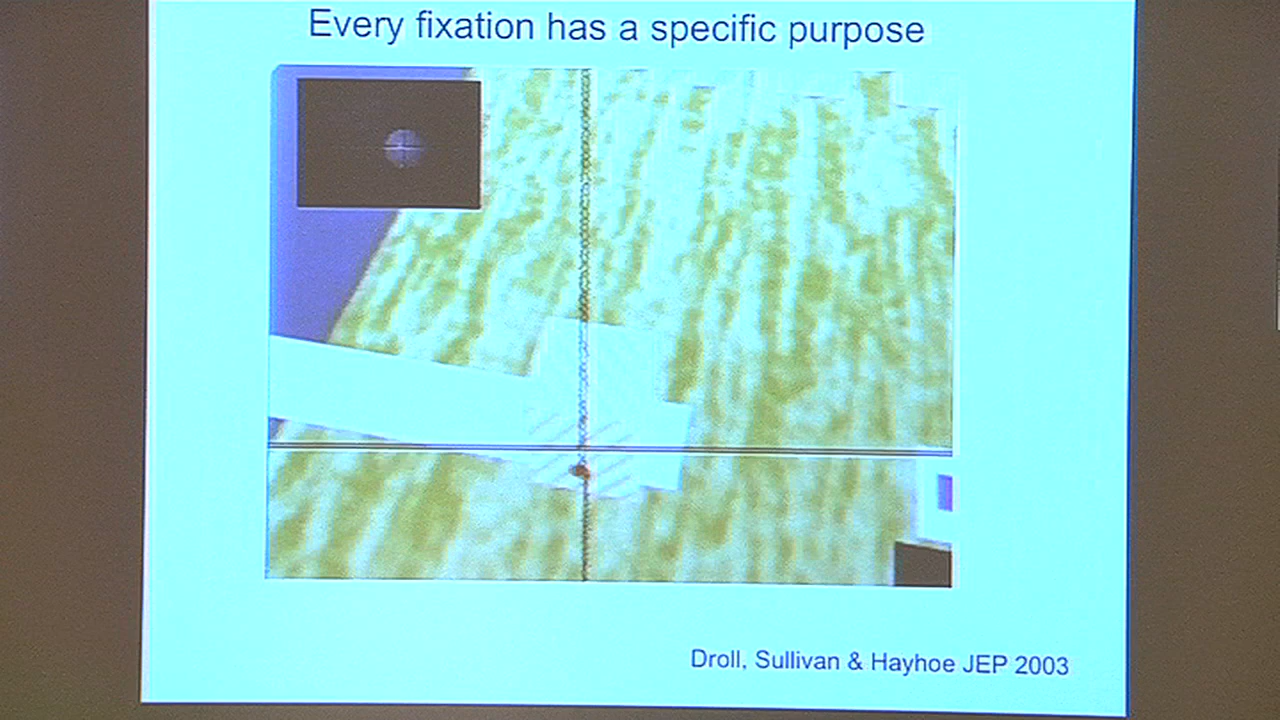 Every fixation has a specific purpose
Droll, Sullivan & Hayhoe JEP 2003